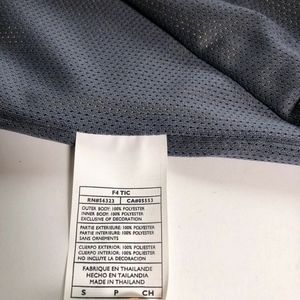 F4 TIC
RN#56323 CA#05553
OUTER BODY: 100% POLYESTER
INNER BODY: 100% POLYESTER
EXCLUSIVE OF DECORATION
PARTIE EXTERIEURE: 100% POLYESTER
PARTIE INTERIEURE: 100% POLYESTER
SANS ORNEMENTS
CUERPO EXTERIOR: 100% POLIESTER
CUERPO INTERIOR: 100% POLIESTER
NO INCLUYE LA DECORACION
FABRIQUE EN THAILANDE
HECHO EN TAILANDIA
MADE IN THAILAND
S P CH